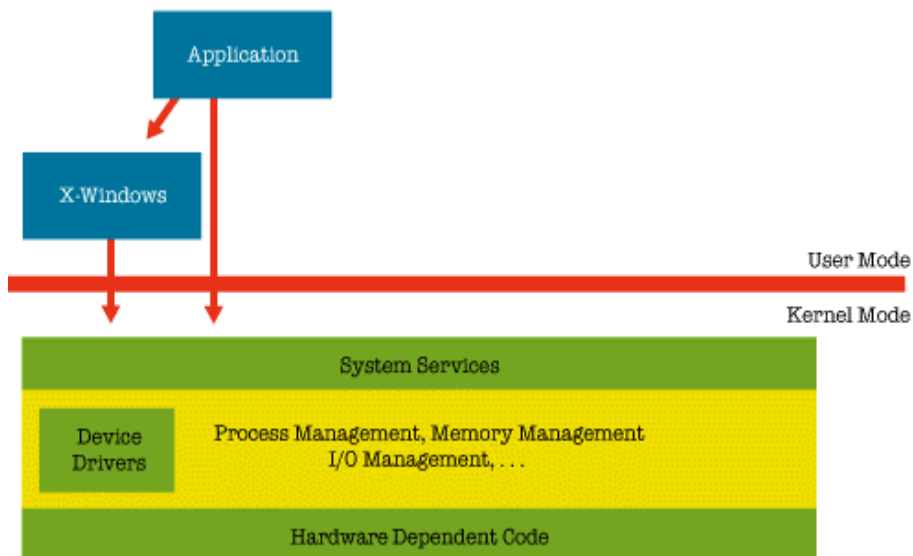 Application
X-Windows
User Mode
Kernel Mode
System Services
Device
Drivers
Process Management, Memory Management
I/O Management, . . .
Hardware Dependent Code